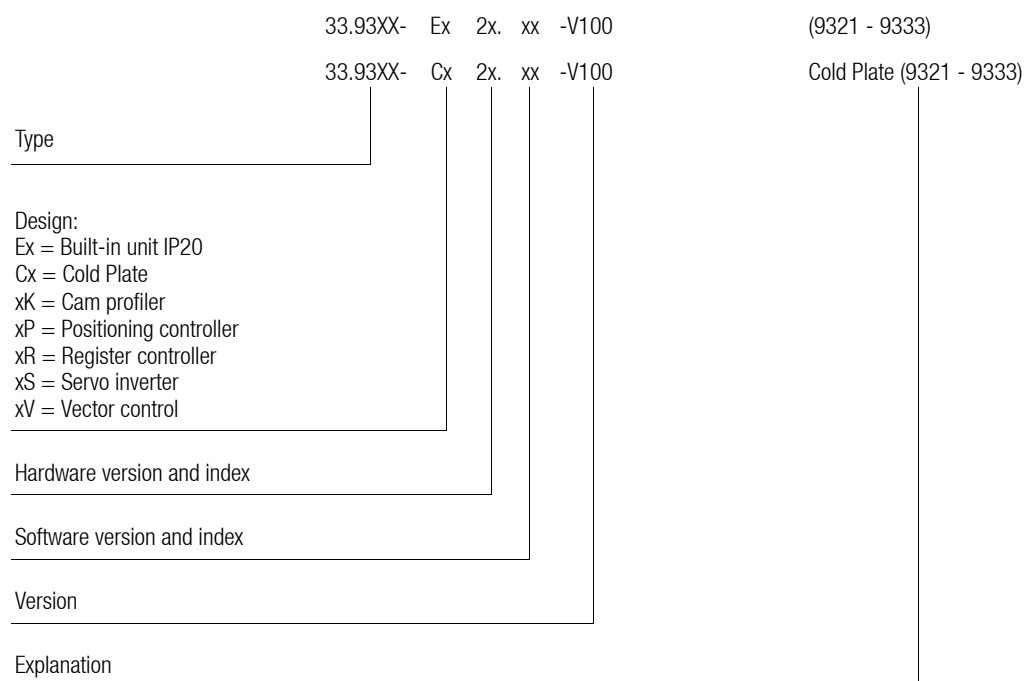 33.93XX- Ex 2x. xx -V100 (9321 - 9333)
33.93XX- Cx 2x. xx -V100 Cold Plate (9321 - 9333)
Type
Design:
Ex = Built-in unit IP20
Cx = Cold Plate
xK = Cam profiler
xP = Positioning controller
xR = Register controller
xS = Servo inverter
xV = Vector control
Hardware version and index
Software version and index
Version
Explanation